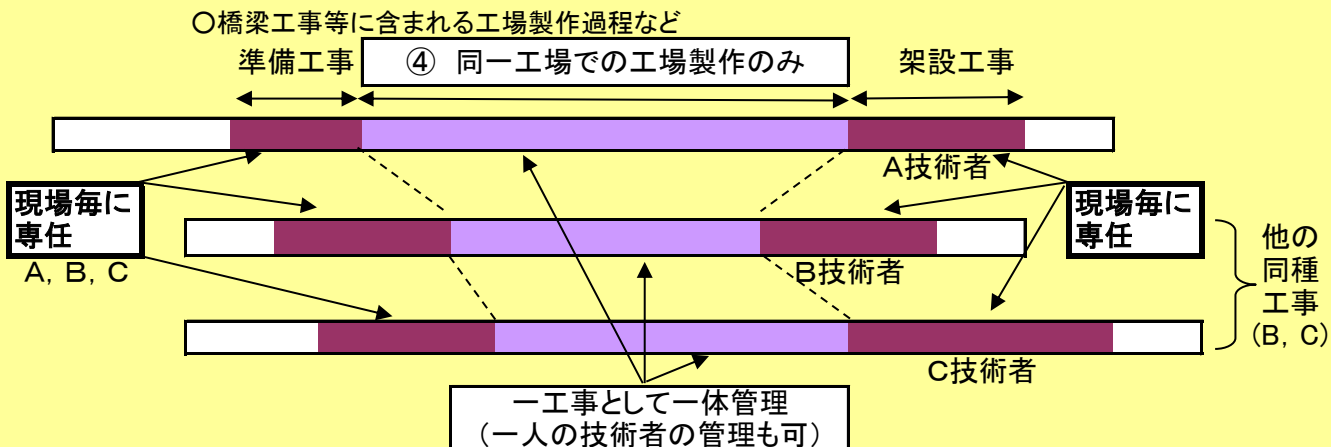 ○橋梁工事等に含まれる工場製作過程など
準備工事
④ 同一工場での工場製作のみ
架設工事
A技術者
現場毎に
専任
A, B, C
現場毎に
専任
B技術者
他の
同種
工事
(B, C)
C技術者
一工事として一体管理
(一人の技術者の管理も可)